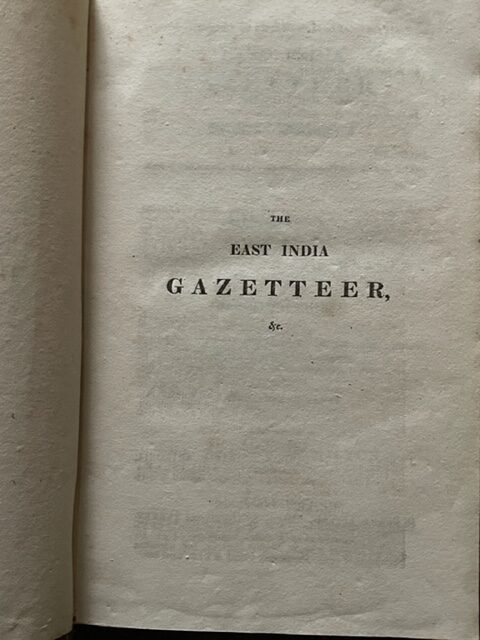 THE
EAST INDIA
GAZETTEER,
&c.